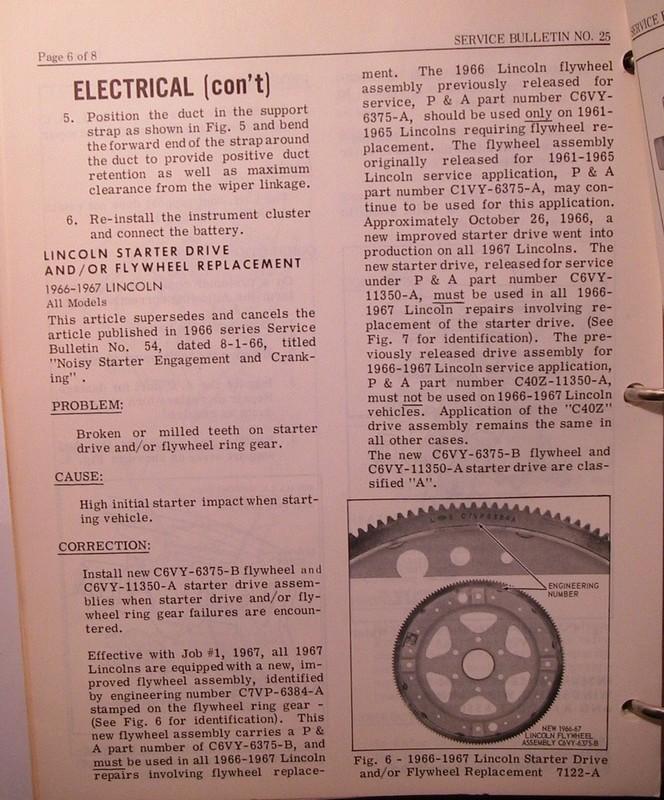 Page 6 of 8
SERVICE BULLETIN NO. 25
ELECTRICAL (con't)
5. Position the duct in the support
strap as shown in Fig. 5 and bend
the forward end of the strap around
the duct to provide positive duct
retention as well as maximum
clearance from the wiper linkage.
6. Re-install the instrument cluster
and connect the battery.
LINCOLN STARTER DRIVE
AND/OR FLYWHEEL REPLACEMENT
1966-1967 LINCOLN
All Models
This article supersedes and cancels the
article published in 1966 series Service
Bulletin No. 54, dated 8-1-66, titled
"Noisy Starter Engagement and Crank-
ing" .
PROBLEM:
Broken or milled teeth on starter
drive and/or flywheel ring gear.
CAUSE:
High initial starter impact when start-
ing vehicle.
CORRECTION:
Install new C6VY-6375-B flywheel and
C6VY-11350-A starter drive assem-
blies when starter drive and/or fly-
wheel ring gear failures are encoun-
tered.
Effective with Job #1, 1967, all 1967
Lincolns are equipped with a new, im-
proved flywheel assembly, identified
by engineering number C7VP-6384-A
stamped on the flywheel ring gear -
(See Fig. 6 for identification). This
new flywheel assembly carries a P &
A part number of C6VY-6375-B, and
must be used in all 1966-1967 Lincoln
repairs involving flywheel replace-
ment. The 1966 Lincoln flywheel
assembly previously released for
service, P & A part number C6VY-
6375-A, should be used only on 1961-
1965 Lincolns requiring flywheel re-
placement. The flywheel assembly
originally released for 1961-1965
Lincoln service application, P & A
part number C1VY-6375-A, may con-
tinue to be used for this application.
Approximately October 26, 1966, a
new improved starter drive went into
production on all 1967 Lincolns. The
new starter drive, released for service
under P & A part number C6VY-
11350-A, must be used in all 1966-
1967 Lincoln repairs involving re-
placement of the starter drive. (See
Fig. 7 for identification). The pre-
viously released drive assembly for
1966-1967 Lincoln service application,
P & A part number C4OZ-11350-A,
must not be used on 1966-1967 Lincoln
vehicles. Application of the "C4OZ"
drive assembly remains the same in
all other cases.
The new C6VY-6375-B flywheel and
C6VY-11350-A starter drive are clas-
sified "A".
C7VP6384A
ENGINEERING
NUMBER
NEW 1966-67
LINCOLN FLYWHEEL
ASSEMBLY C6VY-6375-B
Fig. 6 - 1966-1967 Lincoln Starter Drive
and/or Flywheel Replacement 7122-A
SERVICE